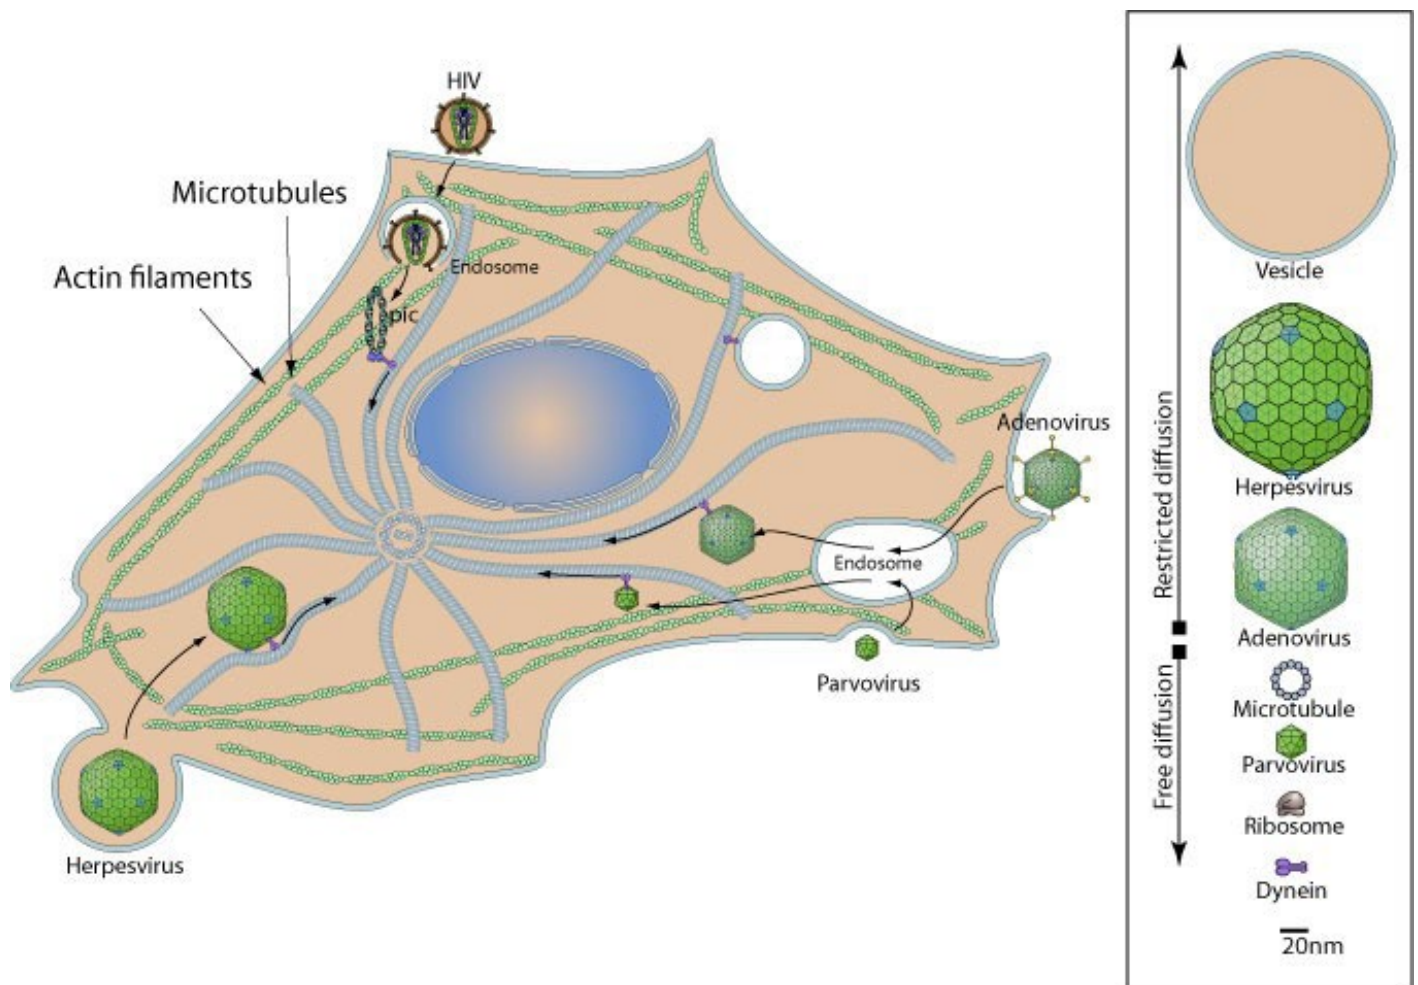 HIV
Microtubules
Actin filaments
Endosome
pic
Adenovirus
Endosome
Parvovirus
Herpesvirus
Restricted diffusion
Free diffusion
Vesicle
Herpesvirus
Adenovirus
Microtubule
Parvovirus
Ribosome
Dynein
20nm